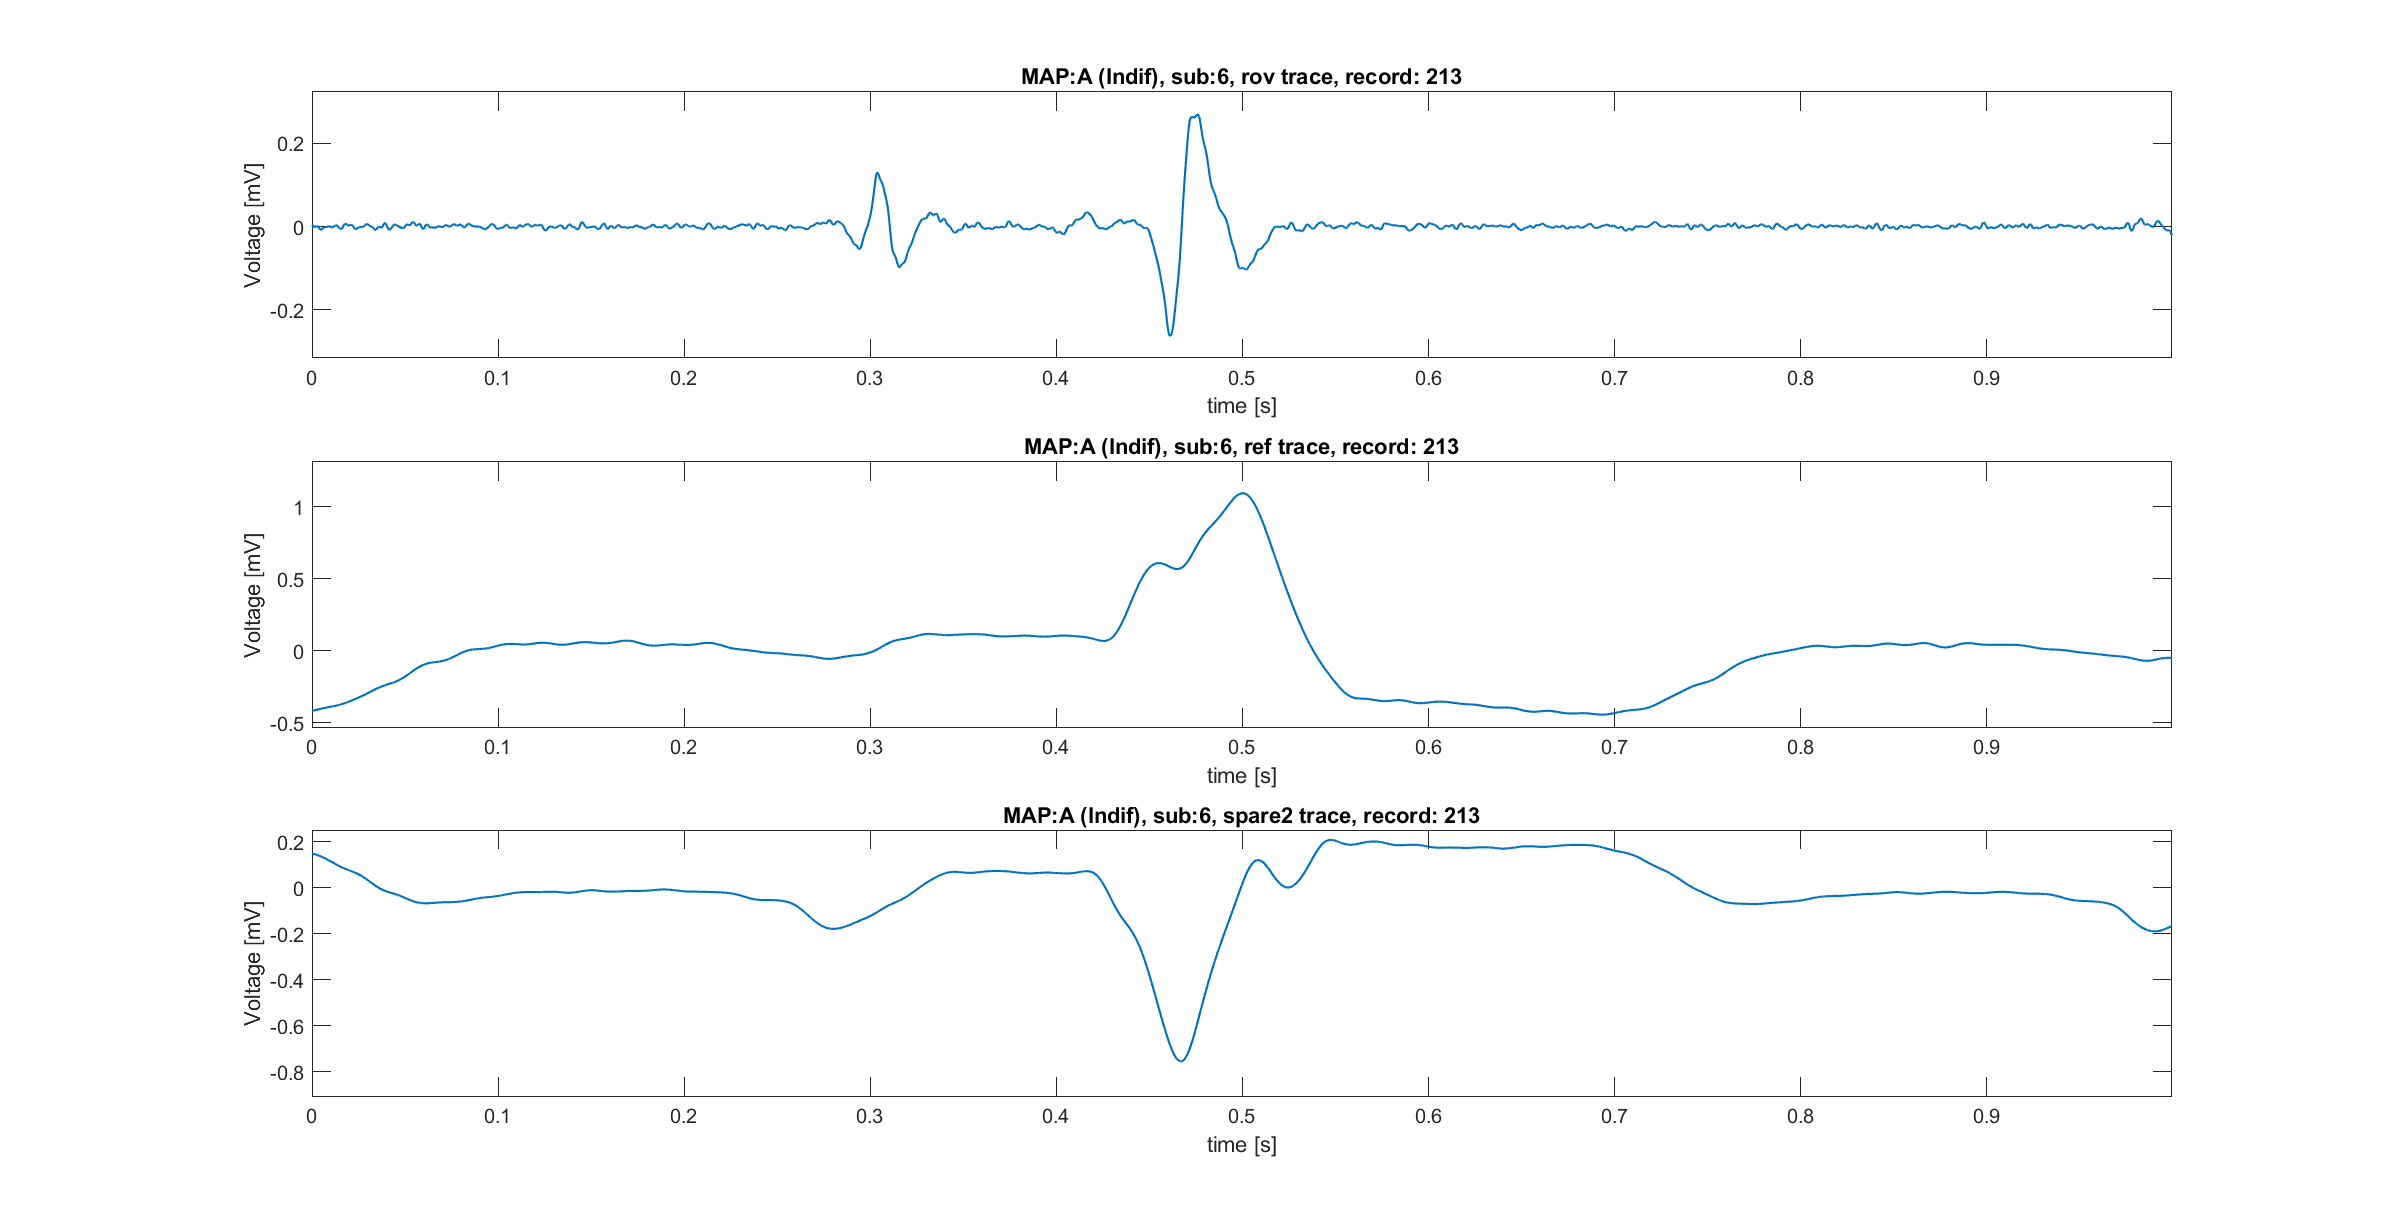 MAP:A (Indif), sub:6, rov trace, record: 213
Voltage [mV]
0.2
0
-0.2
0 0.1 0.2 0.3 0.4 0.5 0.6 0.7 0.8 0.9
time [s]
MAP:A (Indif), sub:6, ref trace, record: 213
Voltage [mV]
1
0.5
0
-0.5
0 0.1 0.2 0.3 0.4 0.5 0.6 0.7 0.8 0.9
time [s]
MAP:A (Indif), sub:6, spare2 trace, record: 213
Voltage [mV]
0.2
0
-0.2
-0.4
-0.6
-0.8
0 0.1 0.2 0.3 0.4 0.5 0.6 0.7 0.8 0.9
time [s]